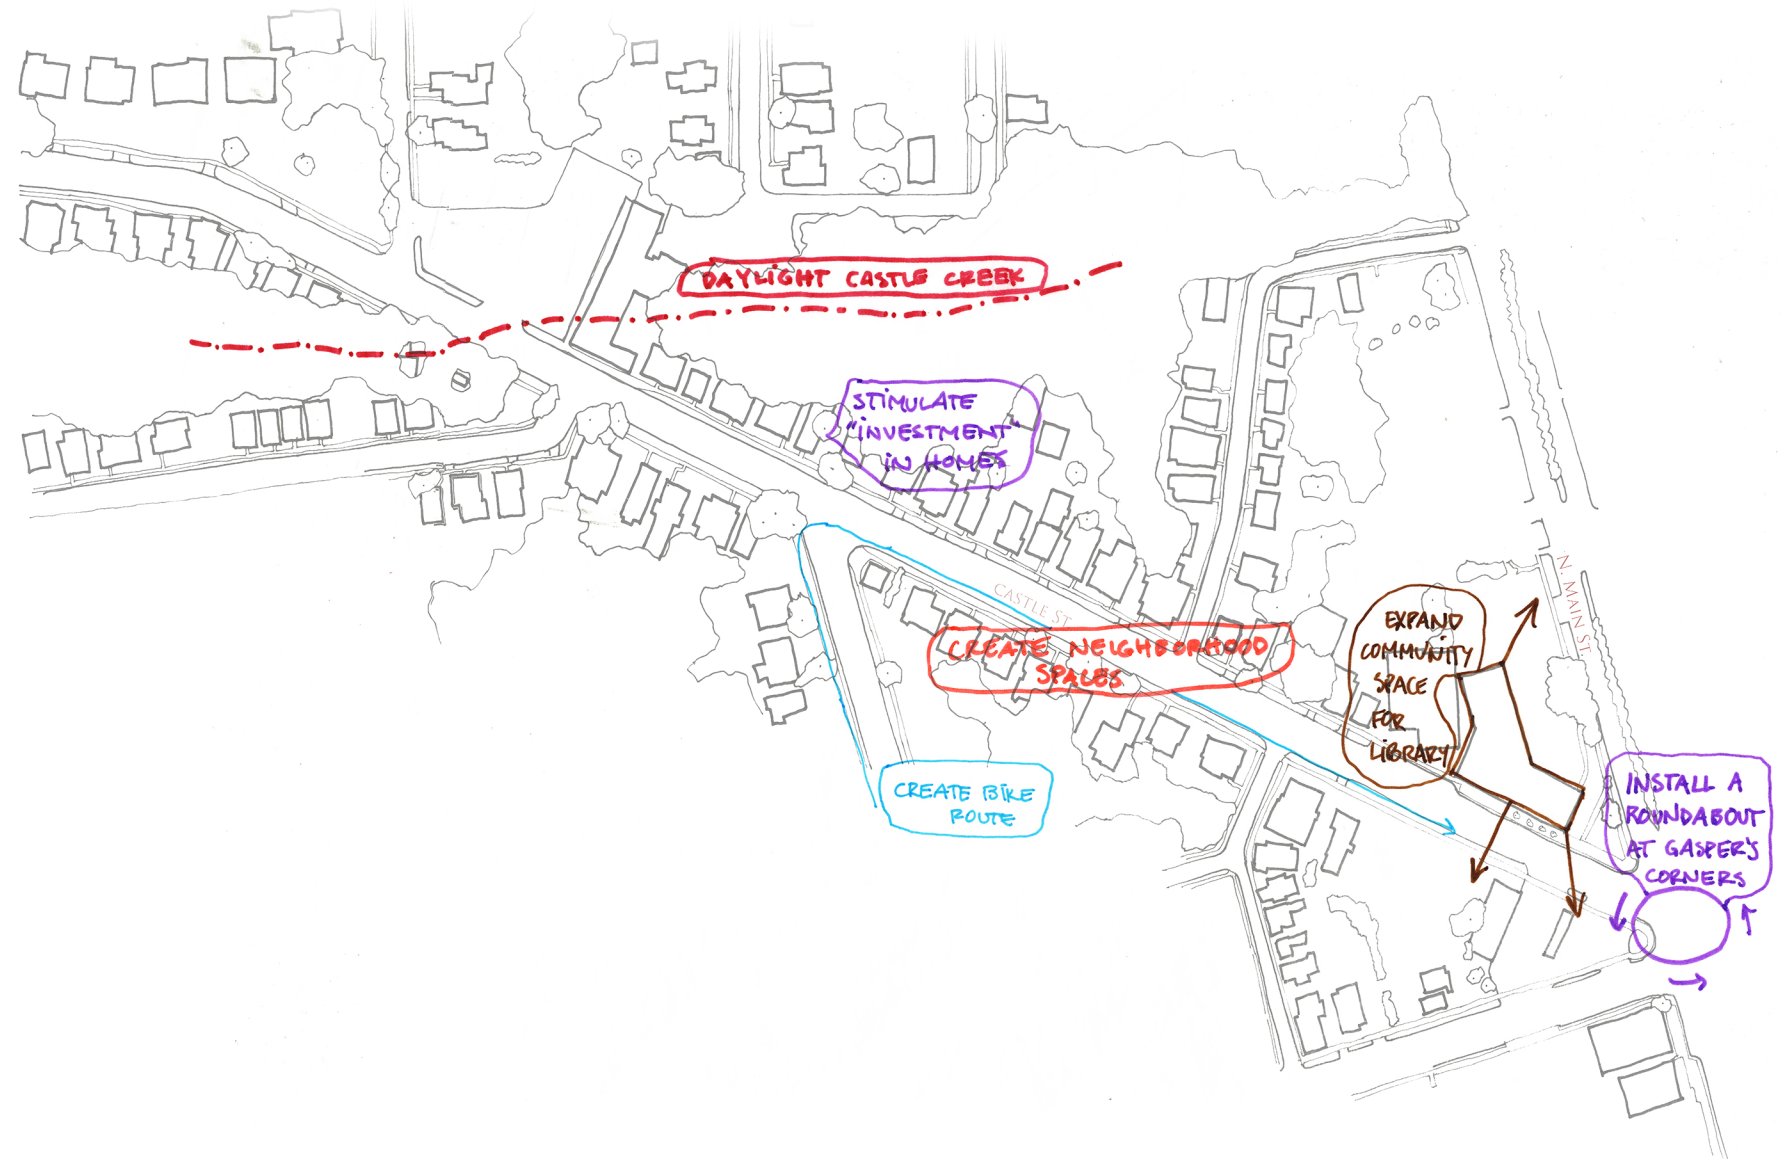 DAYLIGHT CASTLE CREEK
STIMULATE
"INVESTMENT"
IN HOMES
CASTLE ST
CREATE NEIGHBORHOOD
SPACES
CREATE BIKE
ROUTE
N MAIN ST
EXPAND
COMMUNITY
SPACE
FOR
LIBRARY
INSTALL A
ROUNDABOUT
AT GASPER'S
CORNERS